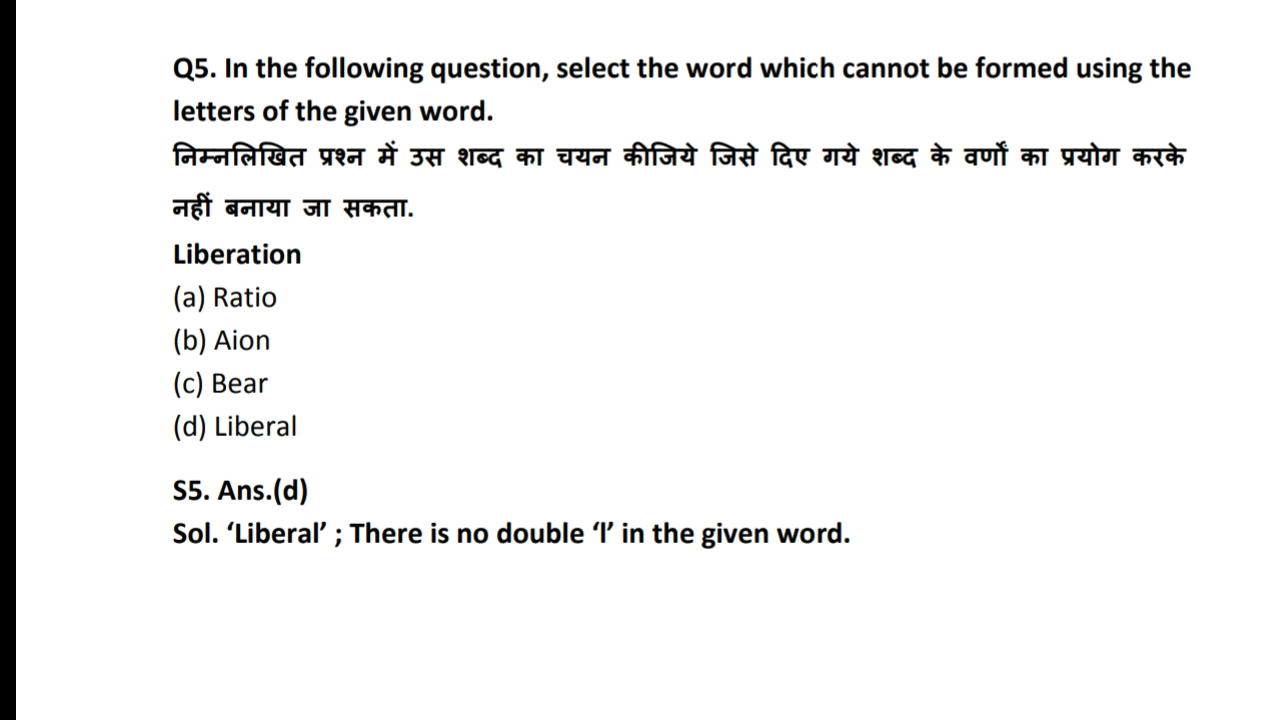 Q5. In the following question, select the word which cannot be formed using the
letters of the given word.
निम्नलिखित प्रश्न में उस शब्द का चयन कीजिये जिसे दिए गये शब्द के वर्णों का प्रयोग करके
नहीं बनाया जा सकता.
Liberation
(a) Ratio
(b) Aion
(c) Bear
(d) Liberal
S5. Ans.(d)
Sol. ‘Liberal’ ; There is no double ‘l’ in the given word.